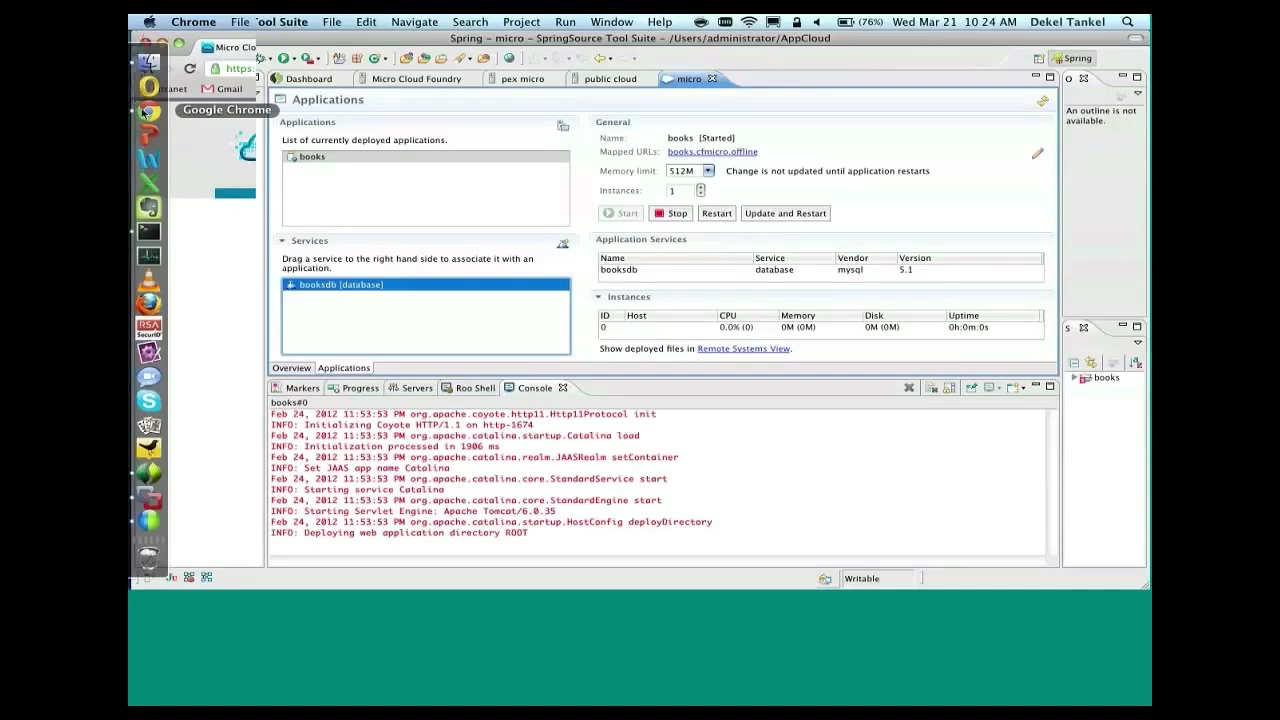 Chrome File Tool Suite File Edit Navigate Search Project Run Window Help (76%) Wed Mar 21 10:24 AM Dekel Tankel
Spring - micro - SpringSource Tool Suite - /Users/administrator/AppCloud
Micro Clo
https:
Spring
tranet Gmail
Dashboard Micro Cloud Foundry pex micro public cloud micro
O
Google Chrome
Applications
An outline is not available.
Applications
List of currently deployed applications.
books
General
Name: books [Started]
Mapped URLs: books.cfmicro.offline
Memory limit: 512M Change is not updated until application restarts
Instances: 1
Start Stop Restart Update and Restart
Services
Drag a service to the right hand side to associate it with an
application.
booksdb [database]
Application Services
Name Service Vendor Version
booksdb database mysql 5.1
Instances
ID Host CPU Memory Disk Uptime
0 0.0% (0) 0M (0M) 0M (0M) 0h:0m:0s
Show deployed files in Remote Systems View.
RSA
SecurID
S
books
Overview Applications
Markers Progress Servers Roo Shell Console
books#0
Feb 24, 2012 11:53:53 PM org.apache.coyote.http11.Http11Protocol init
INFO: Initializing Coyote HTTP/1.1 on http-1674
Feb 24, 2012 11:53:53 PM org.apache.catalina.startup.Catalina load
INFO: Initialization processed in 1906 ms
Feb 24, 2012 11:53:53 PM org.apache.catalina.realm.JAASRealm setContainer
INFO: Set JAAS app name Catalina
Feb 24, 2012 11:53:53 PM org.apache.catalina.core.StandardService start
INFO: Starting service Catalina
Feb 24, 2012 11:53:53 PM org.apache.catalina.core.StandardEngine start
INFO: Starting Servlet Engine: Apache Tomcat/6.0.35
Feb 24, 2012 11:53:53 PM org.apache.catalina.startup.HostConfig deployDirectory
INFO: Deploying web application directory ROOT
Ju
Writable